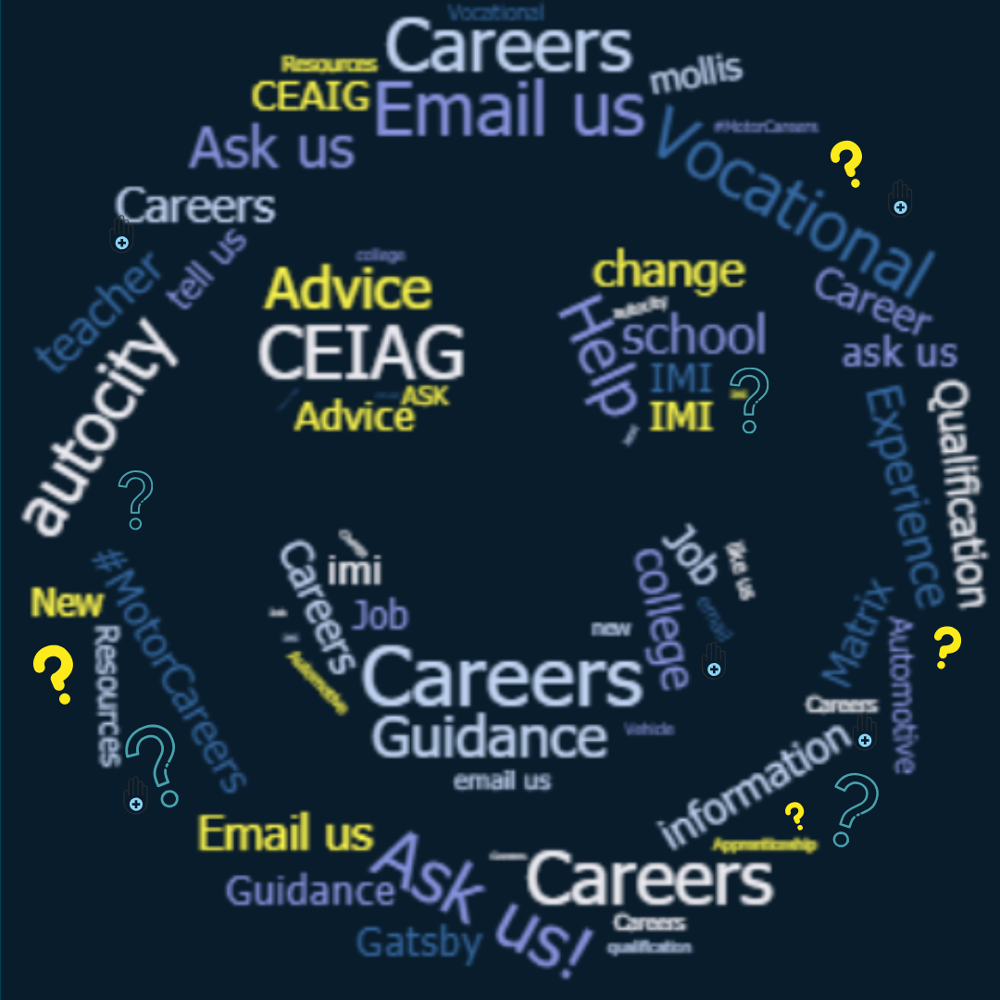 Vocational
Careers
Resources
mollis
CEAIG
Email us
#MotorCareers
Ask us
Vocational
Careers
tell us
teacher
college
change
Advice
Career
autocity
school
Help
CEIAG
ask us
IMI
ASK
Advice
IMI
autocity
Qualification
Experience
?
?
?
Careers
imi
Job
like us
college
Job
email
new
#MotorCareers
New
Matrix
Automotive
Resources
?
?
Automotive
Careers
Guidance
Vehicle
Careers
email us
information
?
?
?
Email us
Apprenticeship
Ask us!
Careers
Guidance
Careers
Gatsby
qualification